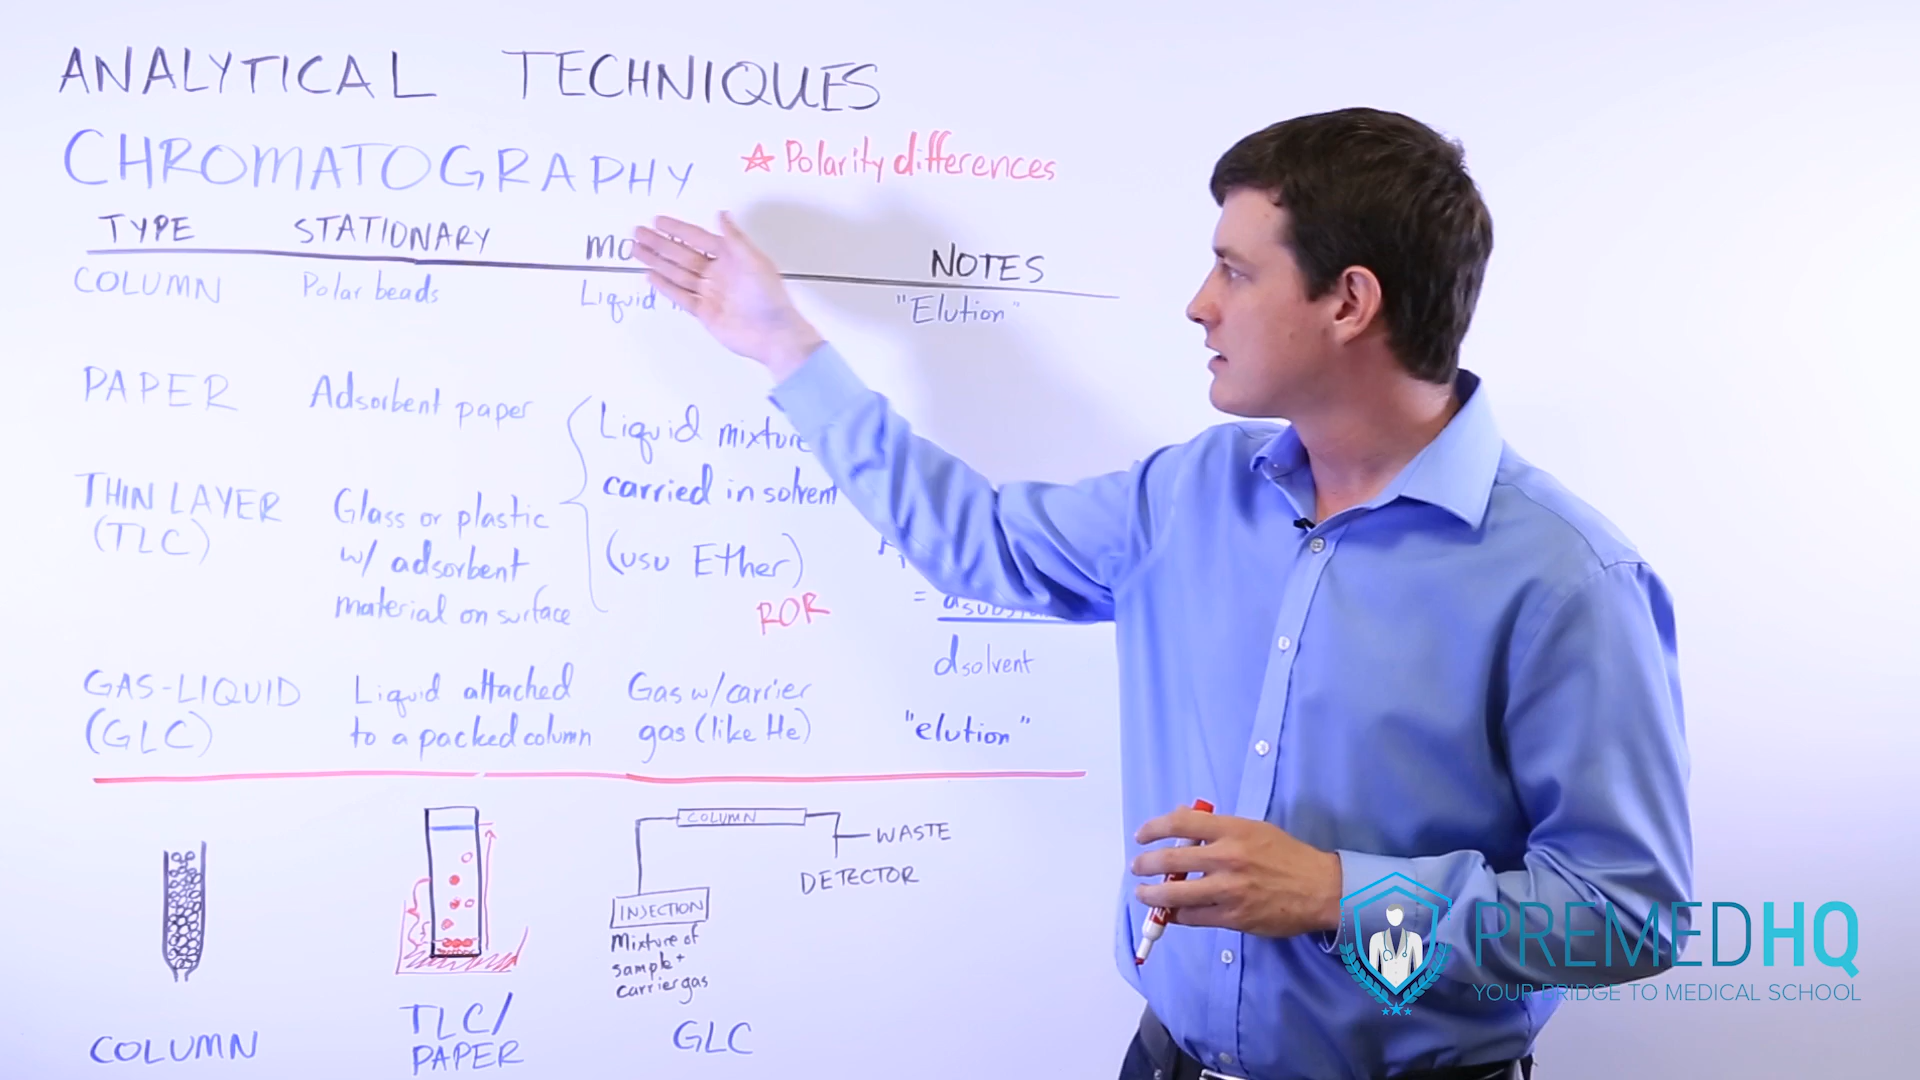 ANALYTICAL TECHNIQUES
CHROMATOGRAPHY
☆ Polarity differences
TYPE STATIONARY NOTES
COLUMN Polar beads Liquid "Elution"
PAPER Adsorbent paper
Liquid mixture
carried in solvent
(usu Ether)
ROR
THIN LAYER
(TLC)
Glass or plastic
w/ adsorbent
material on surface
=
dsolvent
GAS-LIQUID
(GLC)
Liquid attached
to a packed column
Gas w/carrier
gas (like He)
"elution"
COLUMN
TLC/
PAPER
COLUMN
WASTE
DETECTOR
INJECTION
Mixture of
sample +
carrier gas
GLC
PREMEDHQ
YOUR BRIDGE TO MEDICAL SCHOOL